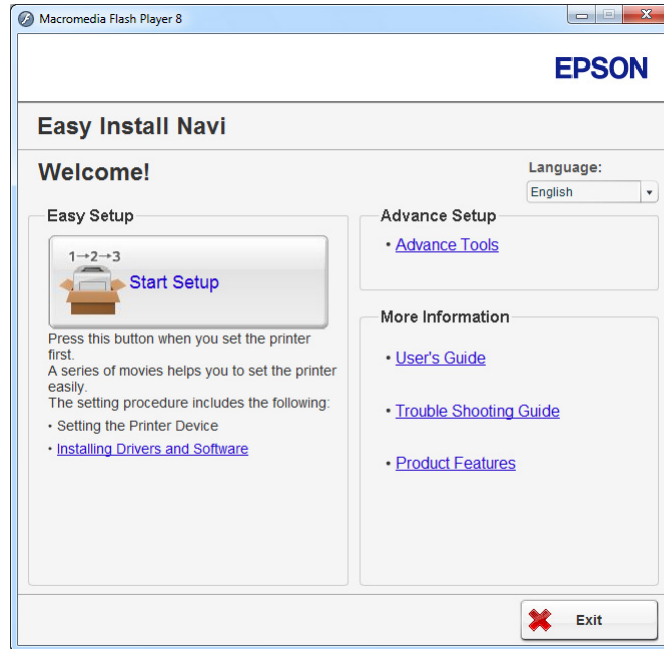 Macromedia Flash Player 8
EPSON
Easy Install Navi
Welcome!
Language:
English
Easy Setup
1→2→3
Start Setup
Press this button when you set the printer
first.
A series of movies helps you to set the printer
easily.
The setting procedure includes the following:
• Setting the Printer Device
• Installing Drivers and Software
Advance Setup
• Advance Tools
More Information
• User's Guide
• Trouble Shooting Guide
• Product Features
Exit